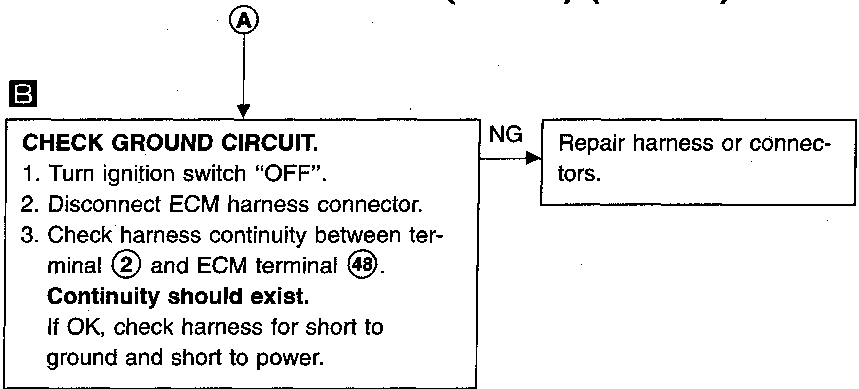 A
B
CHECK GROUND CIRCUIT.
1. Turn ignition switch “OFF”.
2. Disconnect ECM harness connector.
3. Check harness continuity between ter-
minal 2 and ECM terminal 48.
Continuity should exist.
If OK, check harness for short to
ground and short to power.
NG
Repair harness or connec-
tors.